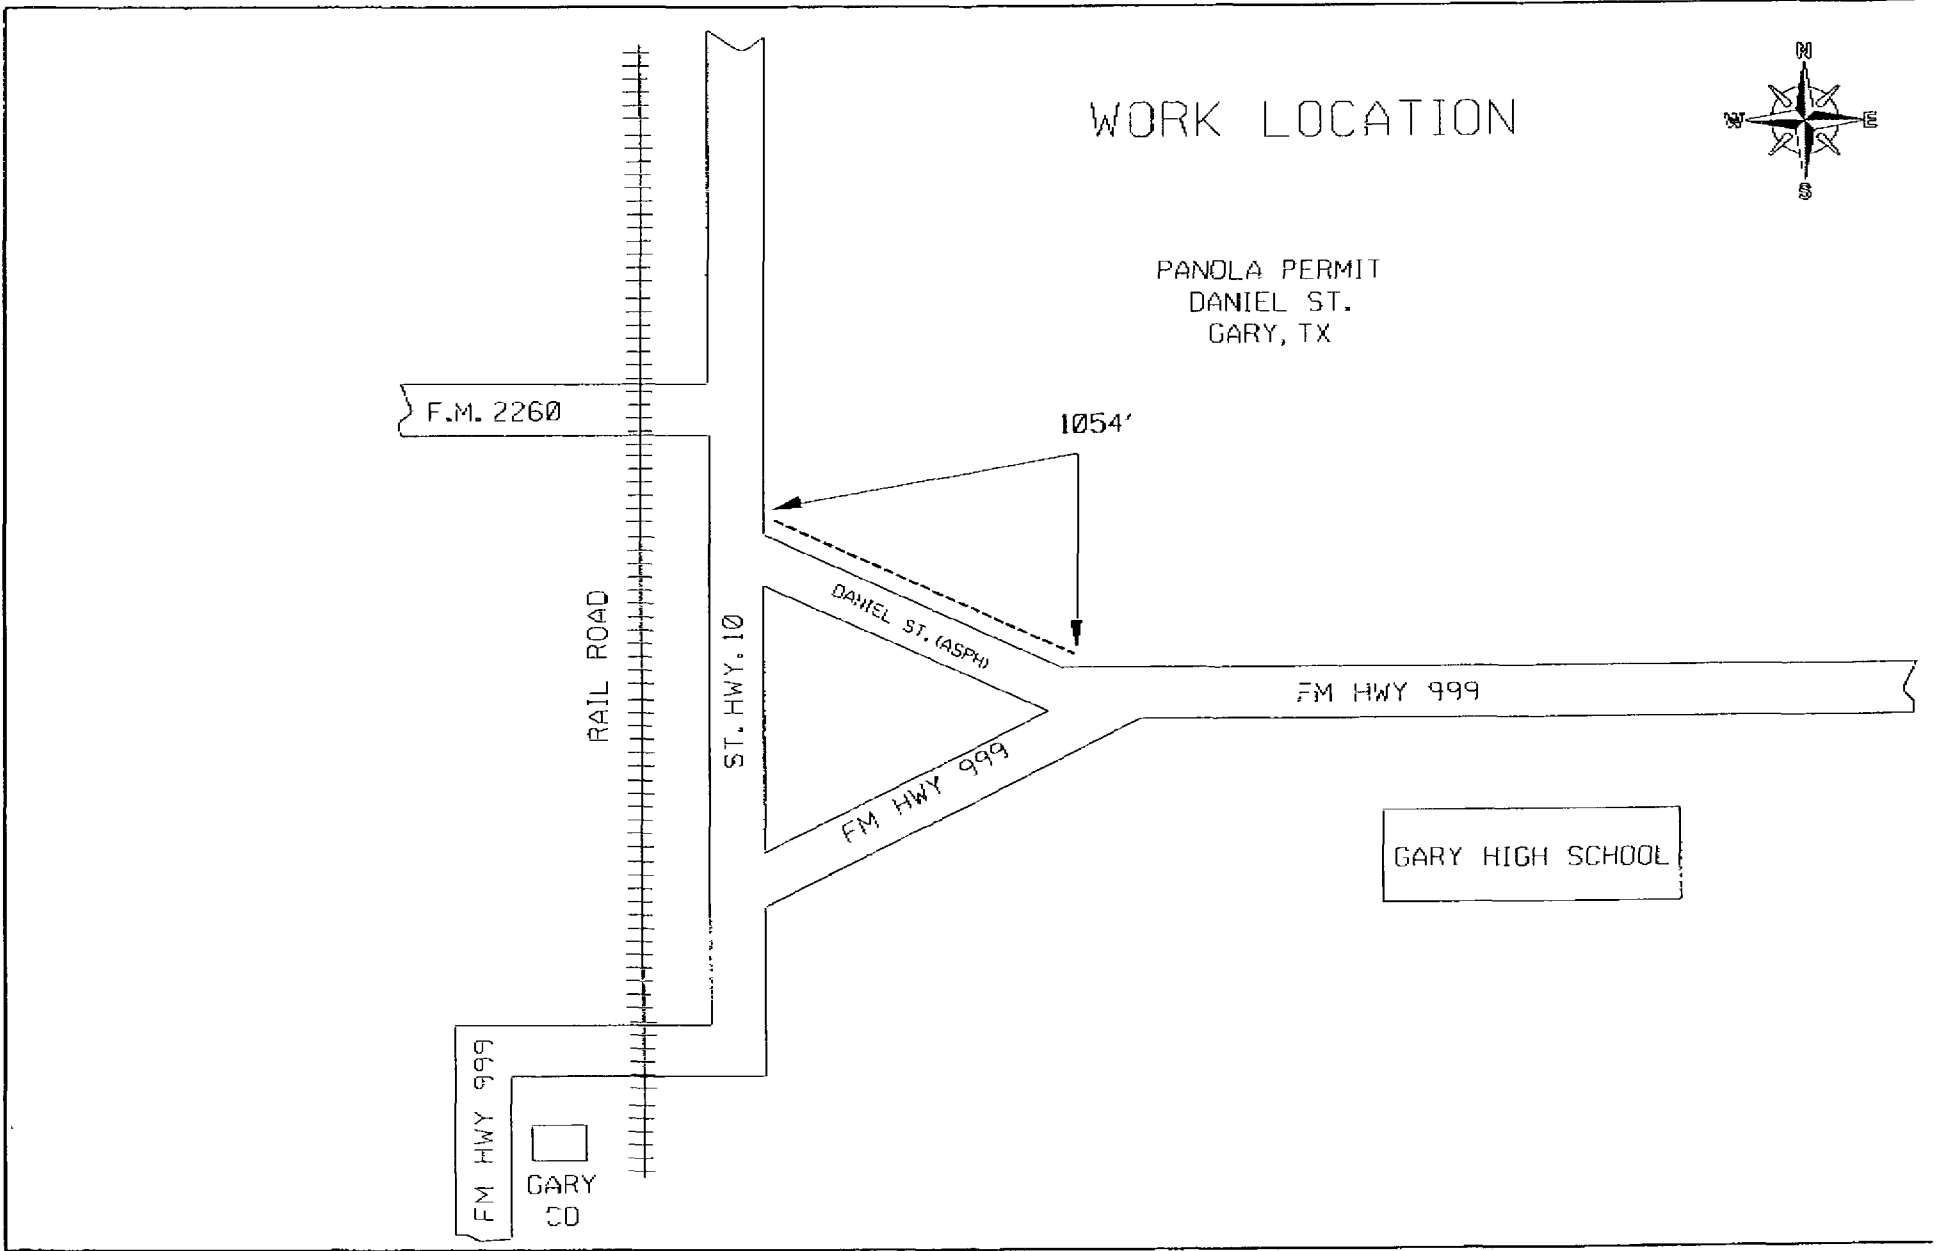 N
WORK LOCATION
W E
S
PANOLA PERMIT
DANIEL ST.
GARY, TX
F.M. 2260
1054'
DANIEL ST. (ASPH)
RAIL ROAD
ST. HWY. 10
FM HWY 999
FM HWY 999
GARY HIGH SCHOOL
FM HWY 999
GARY
CO